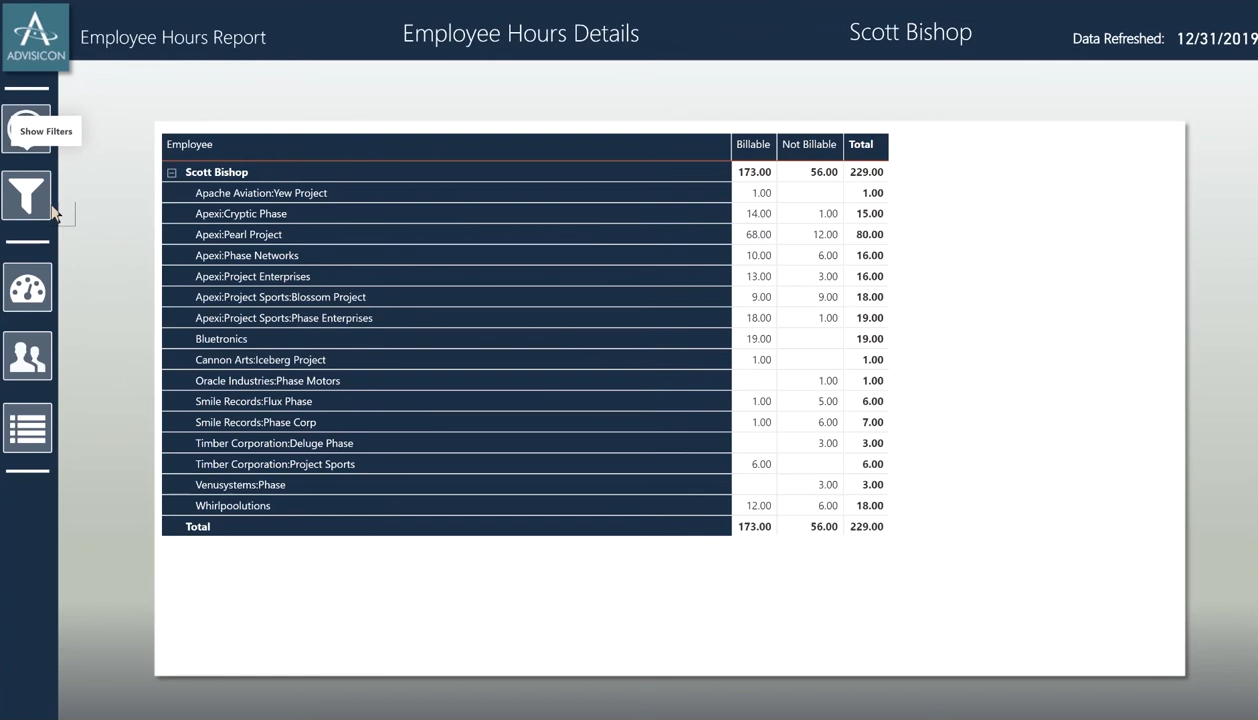 ADVISICON
Employee Hours Report
Employee Hours Details
Scott Bishop
Data Refreshed: 12/31/2019
Show Filters
Employee Billable Not Billable Total
Scott Bishop 173.00 56.00 229.00
Apache Aviation:Yew Project 1.00 1.00
Apexi:Cryptic Phase 14.00 1.00 15.00
Apexi:Pearl Project 68.00 12.00 80.00
Apexi:Phase Networks 10.00 6.00 16.00
Apexi:Project Enterprises 13.00 3.00 16.00
Apexi:Project Sports:Blossom Project 9.00 9.00 18.00
Apexi:Project Sports:Phase Enterprises 18.00 1.00 19.00
Bluetronics 19.00 19.00
Cannon Arts:Iceberg Project 1.00 1.00
Oracle Industries:Phase Motors 1.00 1.00
Smile Records:Flux Phase 1.00 5.00 6.00
Smile Records:Phase Corp 1.00 6.00 7.00
Timber Corporation:Deluge Phase 3.00 3.00
Timber Corporation:Project Sports 6.00 6.00
Venusystems:Phase 3.00 3.00
Whirlpoolutions 12.00 6.00 18.00
Total 173.00 56.00 229.00